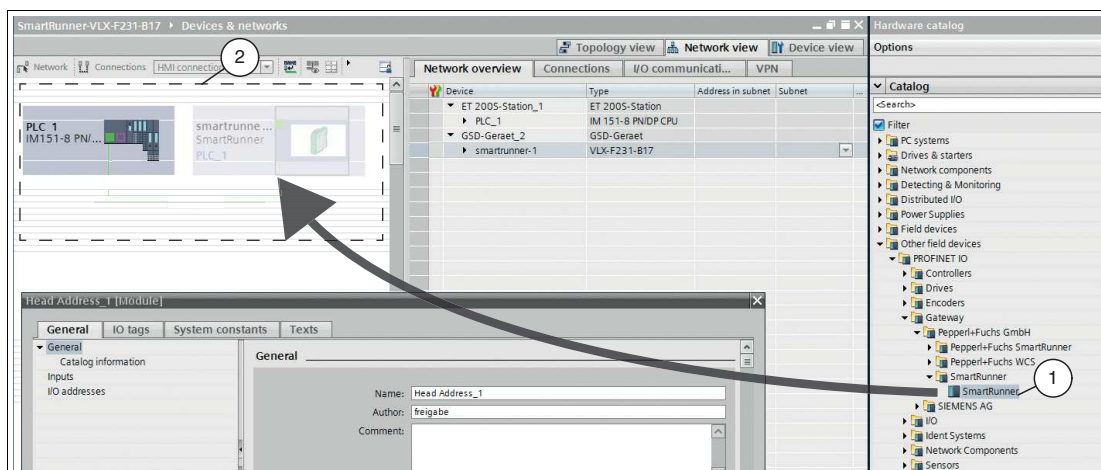 SmartRunner-VLX-F231-B17 ▸ Devices & networks
Topology view Network view Device view
Network Connections HMI connection
2
PLC_1
IM151-8 PN/...
smartrunne ...
SmartRunner
PLC_1
Network overview Connections I/O communicati... VPN
Device Type Address in subnet Subnet ...
ET 200S-Station_1 ET 200S-Station
PLC_1 IM 151-8 PN/DP CPU
GSD-Geraet_2 GSD-Geraet
smartrunner-1 VLX-F231-B17
Head Address_1 [Module]
General IO tags System constants Texts
General
Catalog information
Inputs
I/O addresses
General
Name: Head Address_1
Author: freigabe
Comment:
Hardware catalog
Options
Catalog
<Search>
Filter
PC systems
Drives & starters
Network components
Detecting & Monitoring
Distributed I/O
Power Supplies
Field devices
Other field devices
PROFINET IO
Controllers
Drives
Encoders
Gateway
Pepperl+Fuchs GmbH
Pepperl+Fuchs SmartRunner
Pepperl+Fuchs WCS
SmartRunner
SmartRunner
1
SIEMENS AG
I/O
Ident Systems
Network Components
Sensors